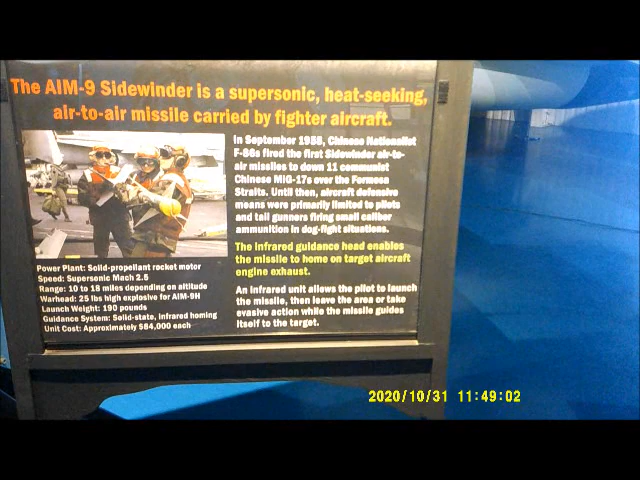 The AIM-9 Sidewinder is a supersonic, heat-seeking,
air-to-air missile carried by fighter aircraft.
In September 1958, Chinese Nationalist
F-86s fired the first Sidewinder air-to-
air missiles to down 11 communist
Chinese MiG-17s over the Formosa
Straits. Until then, aircraft defensive
means were primarily limited to pilots
and tail gunners firing small caliber
ammunition in dog-fight situations.
The infrared guidance head enables
the missile to home on target aircraft
engine exhaust.
An infrared unit allows the pilot to launch
the missile, then leave the area or take
evasive action while the missile guides
itself to the target.
Power Plant: Solid-propellant rocket motor
Speed: Supersonic Mach 2.5
Range: 10 to 18 miles depending on altitude
Warhead: 25 lbs high explosive for AIM-9H
Launch Weight: 190 pounds
Guidance System: Solid-state, infrared homing
Unit Cost: Approximately $84,000 each
2020/10/31 11:49:02